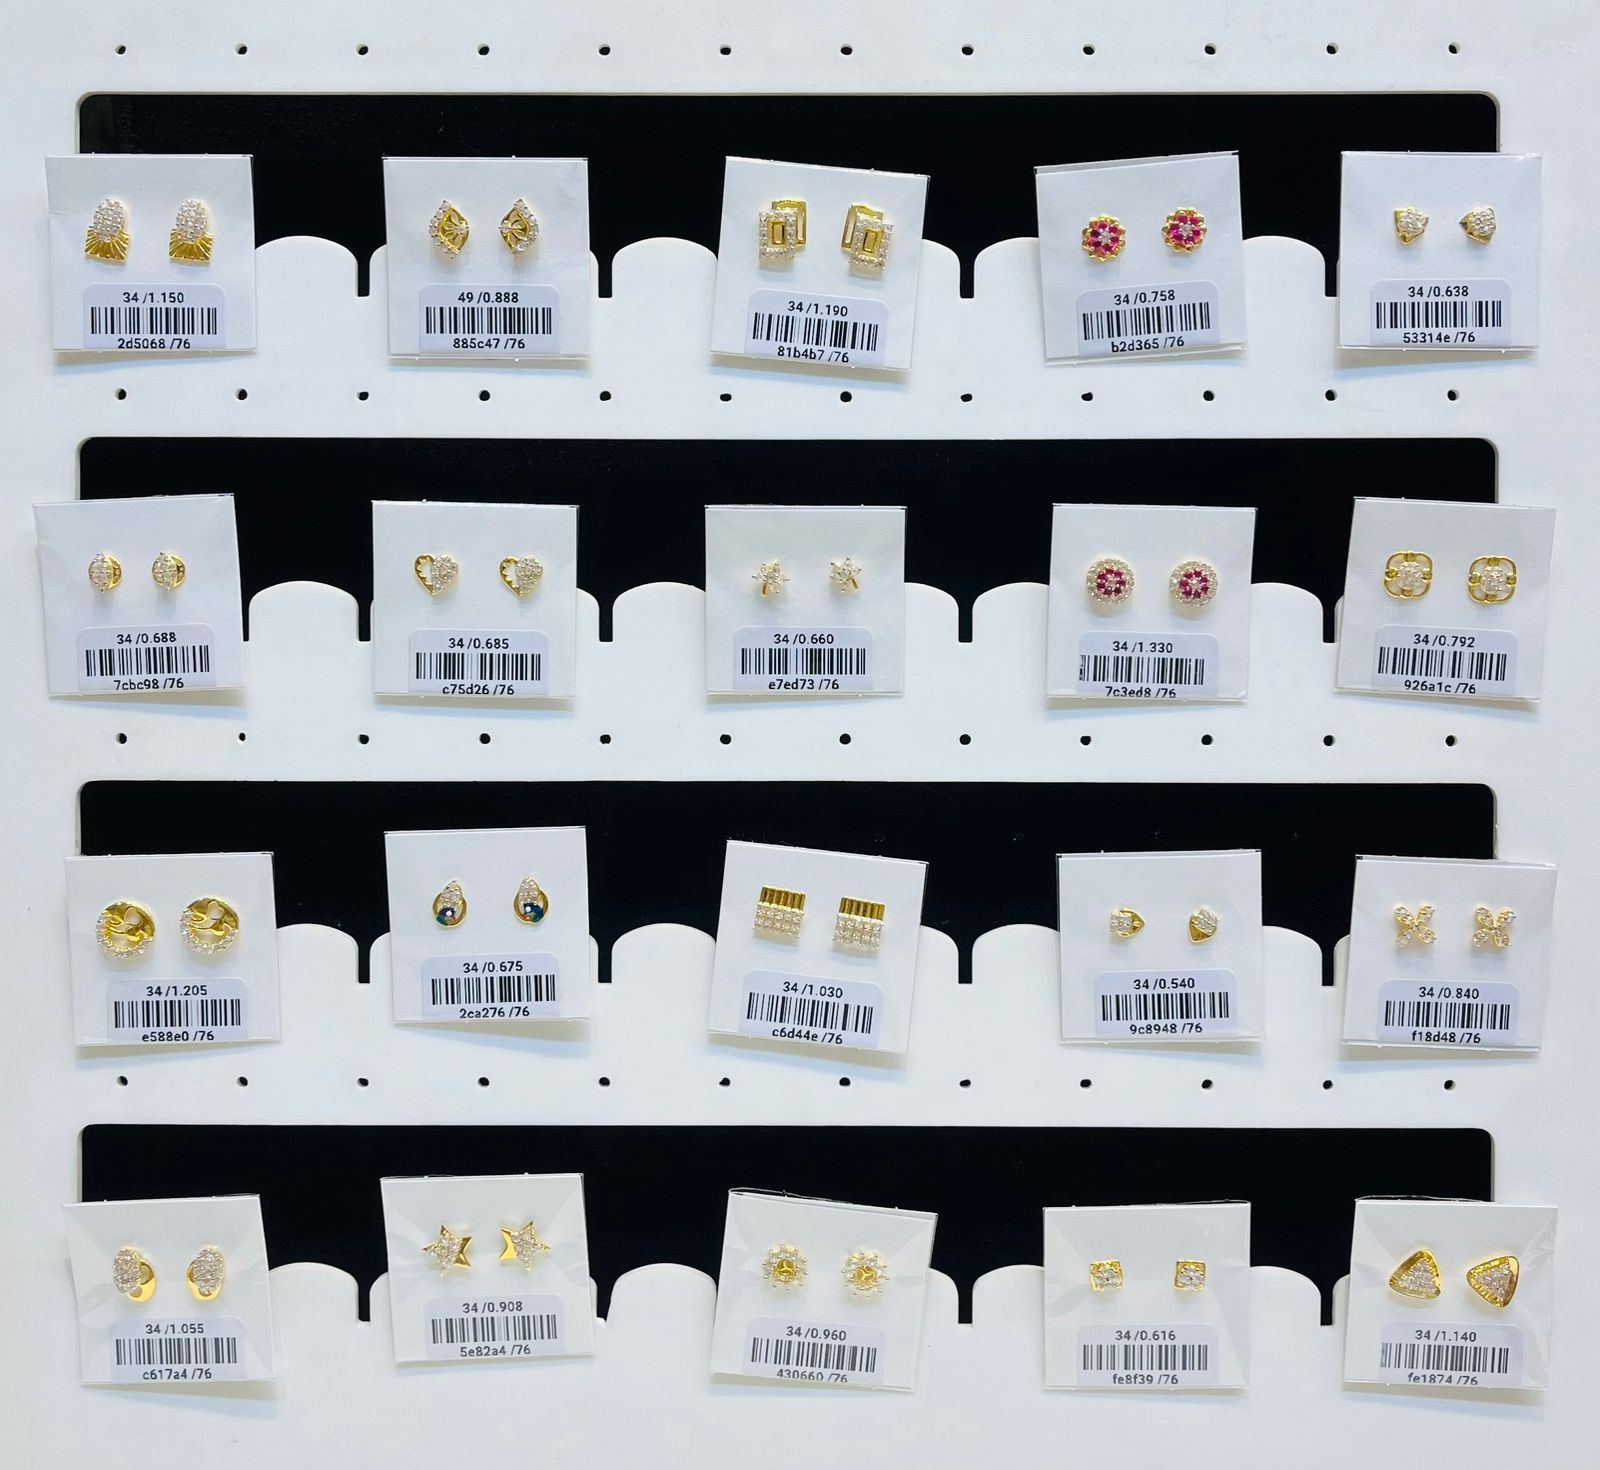 34 /1.150
2d5068 /76
49 /0.888
885c47 /76
34 /1.190
81b4b7 /76
34 /0.758
b2d365 /76
34 /0.638
53314e /76
34 /0.688
7cbc98 /76
34 /0.685
c75d26 /76
34 /0.660
e7ed73 /76
34 /1.330
7c3ed8 /76
34 /0.792
926a1c /76
34 /1.205
e588e0 /76
34 /0.675
2ca276 /76
34 /1.030
c6d44e /76
34 /0.540
9c8948 /76
34 /0.840
f18d48 /76
34 /1.055
c617a4 /76
34 /0.908
5e82a4 /76
34 /0.960
430660 /76
34 /0.616
fe8f39 /76
34 /1.140
fe1874 /76